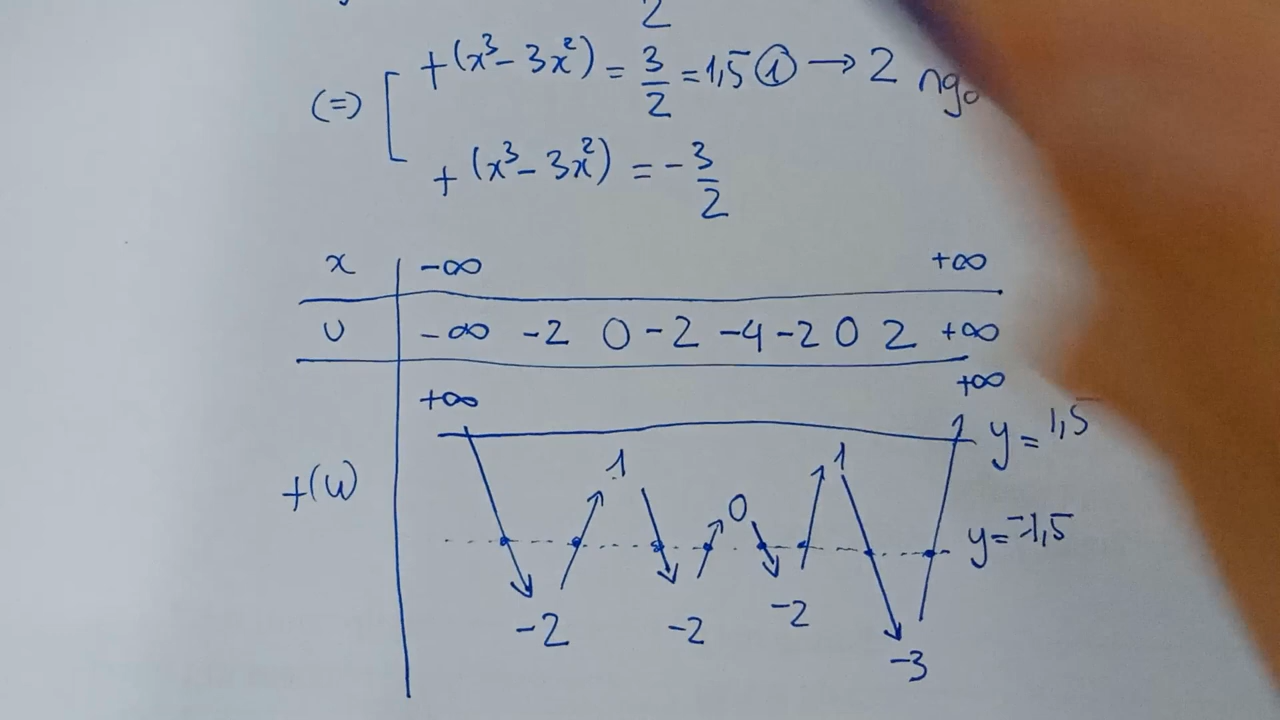 2
(=) [ +(x³- 3x²) = 3/2 = 1,5 ① → 2
+ (x³- 3x²) = - 3/2
x | -∞ +∞
U | -∞ -2 0 -2 -4 -2 0 2 +∞
+∞ +∞
y = 1,5
+(U) 1 0 1
y = -1,5
-2 -2 -2 -3